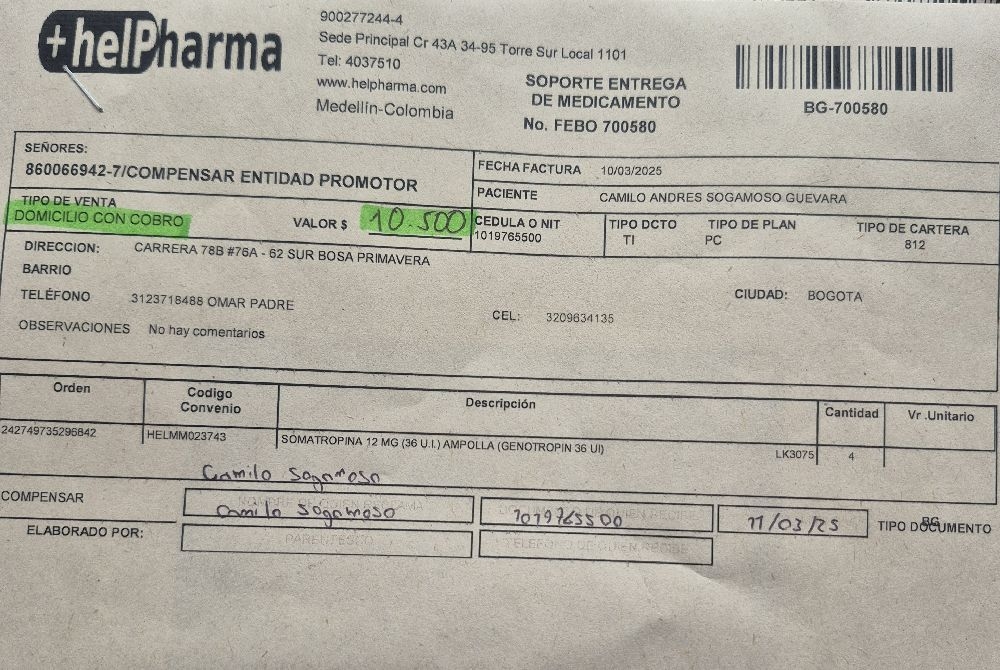 +helPharma
900277244-4
Sede Principal Cr 43A 34-95 Torre Sur Local 1101
Tel: 4037510
www.helpharma.com
Medellín-Colombia
SOPORTE ENTREGA
DE MEDICAMENTO
No. FEBO 700580
BG-700580
SEÑORES:
860066942-7/COMPENSAR ENTIDAD PROMOTOR
FECHA FACTURA 10/03/2025
PACIENTE CAMILO ANDRES SOGAMOSO GUEVARA
TIPO DE VENTA
DOMICILIO CON COBRO VALOR $ 10.500
CEDULA O NIT
1019765500
TIPO DCTO
TI
TIPO DE PLAN
PC
TIPO DE CARTERA
812
DIRECCION: CARRERA 78B #76A - 62 SUR BOSA PRIMAVERA
BARRIO
TELÉFONO 3123718488 OMAR PADRE
CEL: 3209634135
CIUDAD: BOGOTA
OBSERVACIONES No hay comentarios
Orden Codigo Convenio Descripción Cantidad Vr .Unitario
242749735296842 HELMM023743 SOMATROPINA 12 MG (36 U.I.) AMPOLLA (GENOTROPIN 36 UI) LK3075 4
Camilo Sogamoso
COMPENSAR Camilo Sogamoso 1019765500 11/03/25 TIPO DOCUMENTO
BG
ELABORADO POR: PARENTESCO TELEFONO DE QUIEN RECIBE